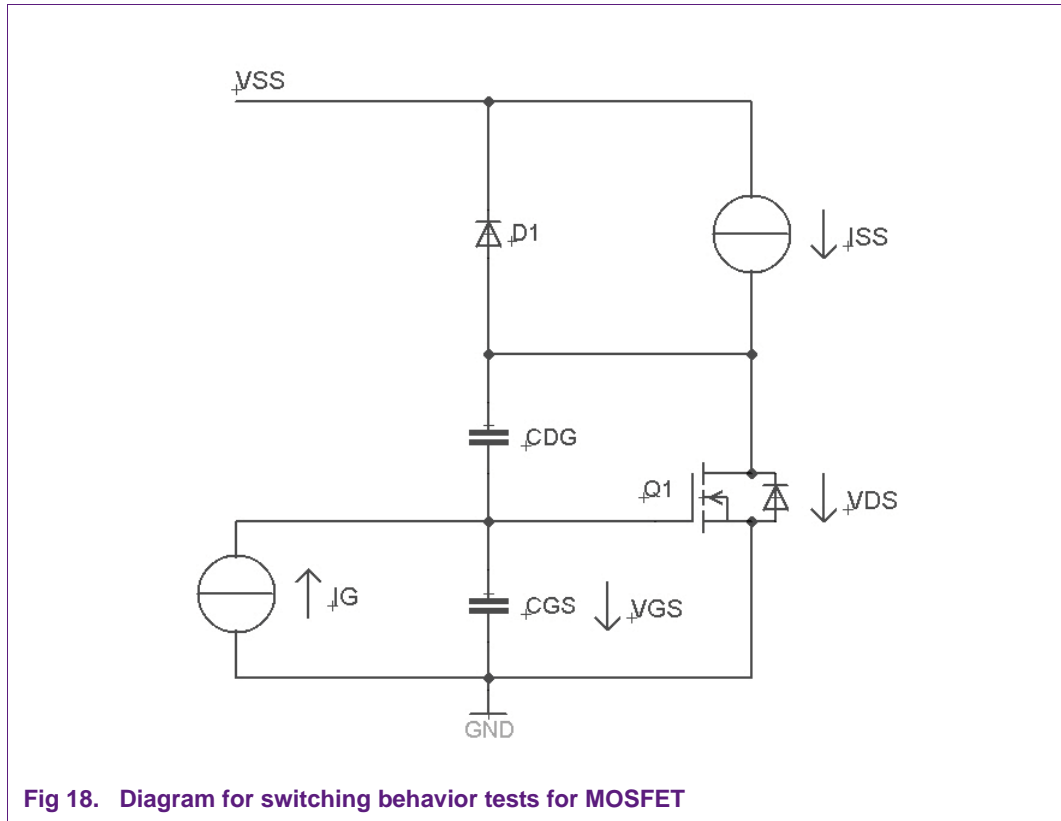 VSS
D1
ISS
CDG
Q1
VDS
IG
CGS
VGS
GND
Fig 18. Diagram for switching behavior tests for MOSFET